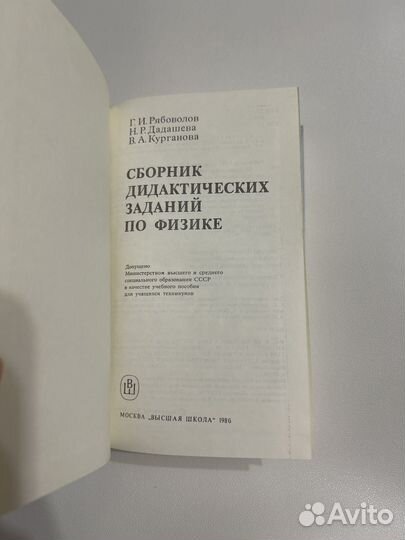 Г. И. Рябоволов
Н. Р. Дадашева
В. А. Курганова
СБОРНИК
ДИДАКТИЧЕСКИХ
ЗАДАНИЙ
ПО ФИЗИКЕ
Допущено
Министерством высшего и среднего
специального образования СССР
в качестве учебного пособия
для учащихся техникумов
ВШ
МОСКВА „ВЫСШАЯ ШКОЛА" 1986
Avito